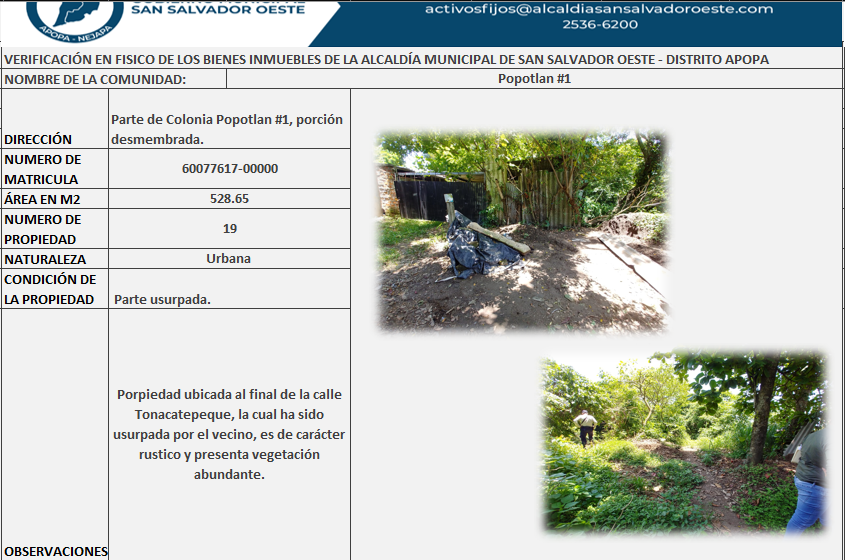 SAN SALVADOR OESTE
APOPA - NEJAPA
activosfijos@alcaldiasansalvadoroeste.com
2536-6200
VERIFICACIÓN EN FISICO DE LOS BIENES INMUEBLES DE LA ALCALDÍA MUNICIPAL DE SAN SALVADOR OESTE - DISTRITO APOPA
NOMBRE DE LA COMUNIDAD: Popotlan #1
DIRECCIÓN
Parte de Colonia Popotlan #1, porción
desmembrada.
NUMERO DE
MATRICULA
60077617-00000
ÁREA EN M2
528.65
NUMERO DE
PROPIEDAD
19
NATURALEZA
Urbana
CONDICIÓN DE
LA PROPIEDAD
Parte usurpada.
OBSERVACIONES
Porpiedad ubicada al final de la calle
Tonacatepeque, la cual ha sido
usurpada por el vecino, es de carácter
rustico y presenta vegetación
abundante.